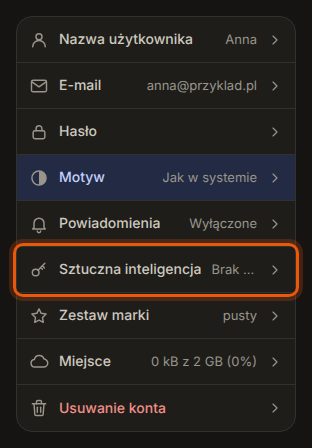 Nazwa użytkownika Anna
E-mail anna@przyklad.pl
Hasło
Motyw Jak w systemie
Powiadomienia Wyłączone
Sztuczna inteligencja Brak ...
Zestaw marki pusty
Miejsce 0 kB z 2 GB (0%)
Usuwanie konta